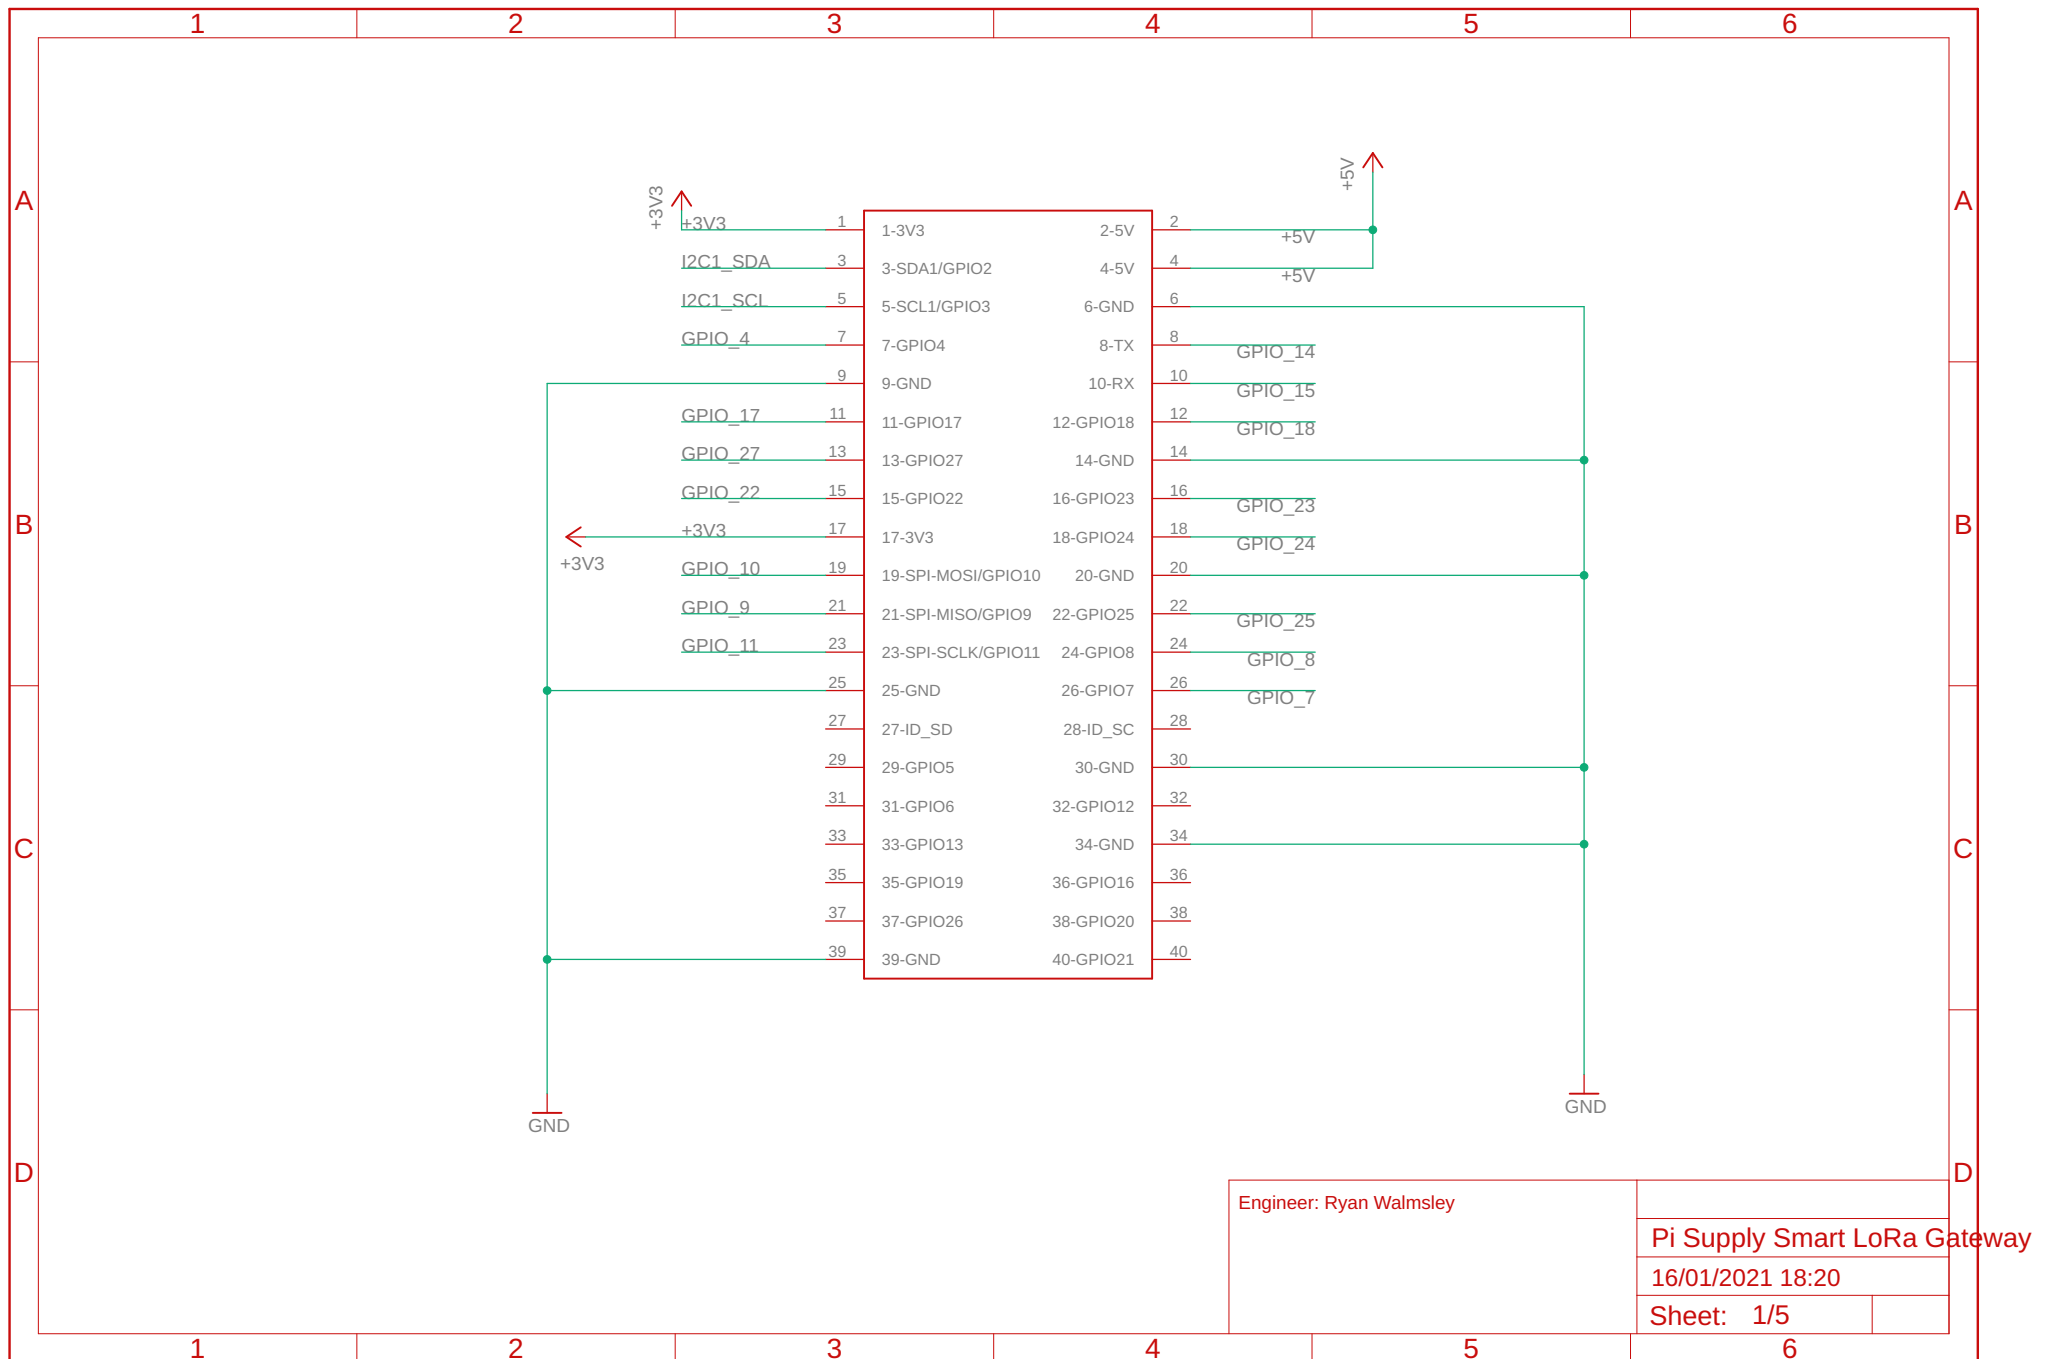 1 2 3 4 5 6
A A
+5V
+3V3
+3V3 1 1-3V3 2-5V 2 +5V
I2C1_SDA 3 3-SDA1/GPIO2 4-5V 4 +5V
I2C1_SCL 5 5-SCL1/GPIO3 6-GND 6
GPIO_4 7 7-GPIO4 8-TX 8 GPIO_14
9 9-GND 10-RX 10 GPIO_15
GPIO_17 11 11-GPIO17 12-GPIO18 12 GPIO_18
GPIO_27 13 13-GPIO27 14-GND 14
GPIO_22 15 15-GPIO22 16-GPIO23 16 GPIO_23
B B
+3V3 17 17-3V3 18-GPIO24 18 GPIO_24
+3V3
GPIO_10 19 19-SPI-MOSI/GPIO10 20-GND 20
GPIO_9 21 21-SPI-MISO/GPIO9 22-GPIO25 22 GPIO_25
GPIO_11 23 23-SPI-SCLK/GPIO11 24-GPIO8 24 GPIO_8
25 25-GND 26-GPIO7 26 GPIO_7
27 27-ID_SD 28-ID_SC 28
29 29-GPIO5 30-GND 30
31 31-GPIO6 32-GPIO12 32
33 33-GPIO13 34-GND 34
C C
35 35-GPIO19 36-GPIO16 36
37 37-GPIO26 38-GPIO20 38
39 39-GND 40-GPIO21 40
GND GND
D D
Engineer: Ryan Walmsley
Pi Supply Smart LoRa Gateway
16/01/2021 18:20
Sheet: 1/5
1 2 3 4 5 6